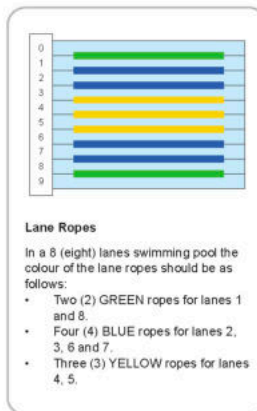 0
1
2
3
4
5
6
7
8
9
Lane Ropes
In a 8 (eight) lanes swimming pool the
colour of the lane ropes should be as
follows:
• Two (2) GREEN ropes for lanes 1
and 8.
• Four (4) BLUE ropes for lanes 2,
3, 6 and 7.
• Three (3) YELLOW ropes for lanes
4, 5.